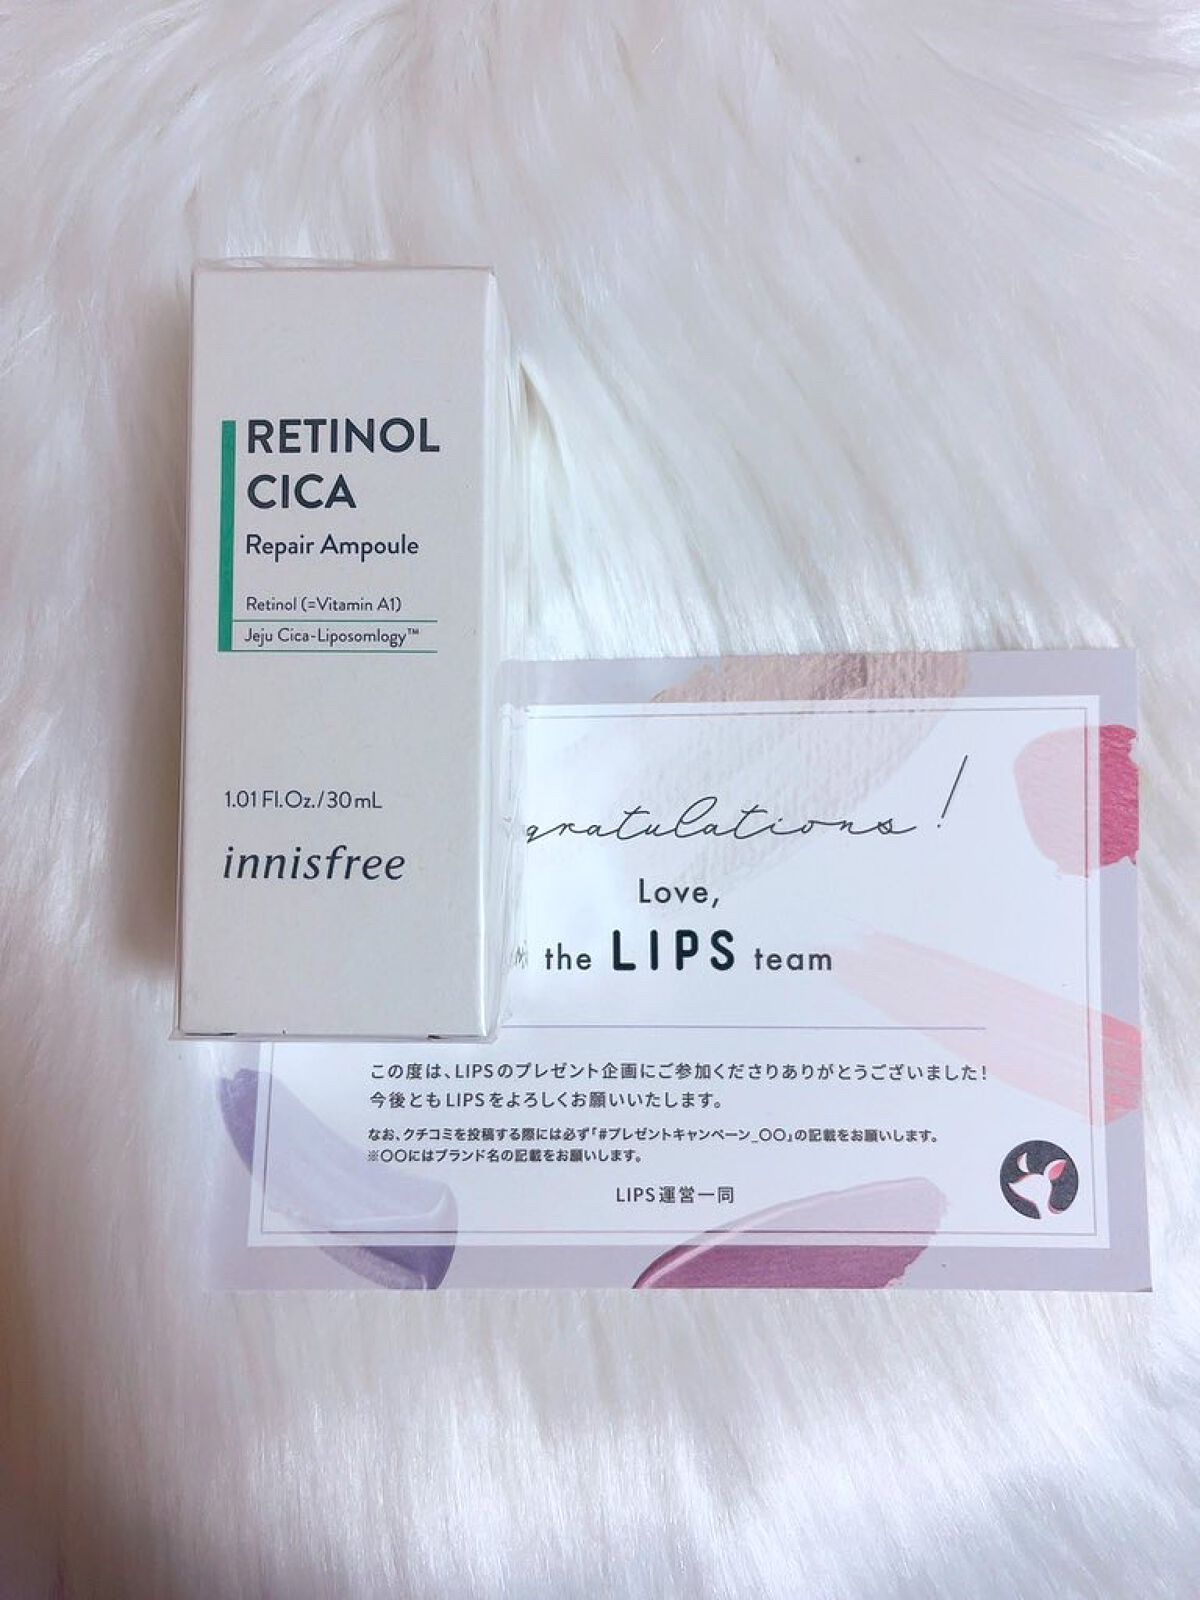 RETINOL
CICA
Repair Ampoule
Retinol (=Vitamin A1)
Jeju Cica-Liposomlogy™
1.01 Fl.Oz./30mL
innisfree
gratulations!
Love,
the LIPS team
この度は、LIPSのプレゼント企画にご参加くださりありがとうございました!
今後ともLIPSをよろしくお願いいたします。
なお、クチコミを投稿する際には必ず「#プレゼントキャンペーン_〇〇」の記載をお願いします。
※〇〇にはブランド名の記載をお願いします。
LIPS運営一同